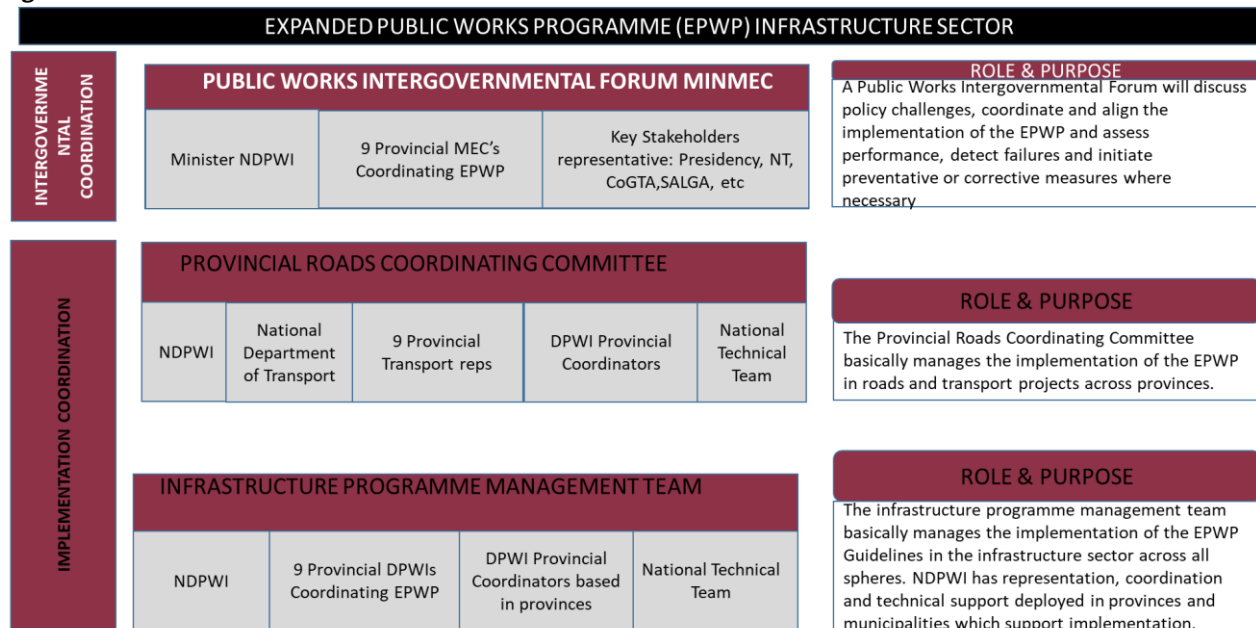 EXPANDED PUBLIC WORKS PROGRAMME (EPWP) INFRASTRUCTURE SECTOR
INTERGOVERNME
NTAL
COORDINATION
PUBLIC WORKS INTERGOVERNMENTAL FORUM MINMEC
Minister NDPWI
9 Provincial MEC's
Coordinating EPWP
Key Stakeholders
representative: Presidency, NT,
CoGTA,SALGA, etc
ROLE & PURPOSE
A Public Works Intergovernmental Forum will discuss
policy challenges, coordinate and align the
implementation of the EPWP and assess
performance, detect failures and initiate
preventative or corrective measures where
necessary
IMPLEMENTATION COORDINATION
PROVINCIAL ROADS COORDINATING COMMITTEE
NDPWI
National
Department
of Transport
9 Provincial
Transport reps
DPWI Provincial
Coordinators
National
Technical
Team
ROLE & PURPOSE
The Provincial Roads Coordinating Committee
basically manages the implementation of the EPWP
in roads and transport projects across provinces.
INFRASTRUCTURE PROGRAMME MANAGEMENT TEAM
NDPWI
9 Provincial DPWIs
Coordinating EPWP
DPWI Provincial
Coordinators based
in provinces
National Technical
Team
ROLE & PURPOSE
The infrastructure programme management team
basically manages the implementation of the EPWP
Guidelines in the infrastructure sector across all
spheres. NDPWI has representation, coordination
and technical support deployed in provinces and
municipalities which support implementation.